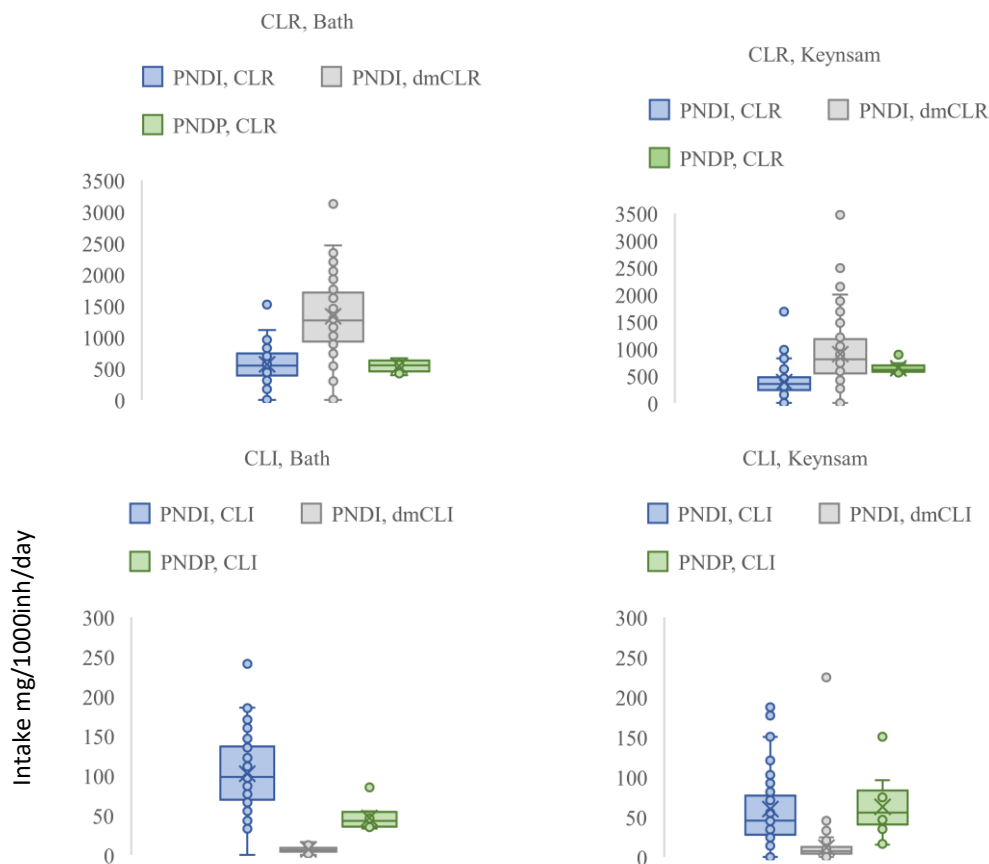 CLR, Bath
PNDI, CLR PNDI, dmCLR
PNDP, CLR
3500
3000
2500
2000
1500
1000
500
0
CLR, Keynsam
PNDI, CLR PNDI, dmCLR
PNDP, CLR
3500
3000
2500
2000
1500
1000
500
0
Intake mg/1000inh/day
CLI, Bath
PNDI, CLI PNDI, dmCLI
PNDP, CLI
300
250
200
150
100
50
0
CLI, Keynsam
PNDI, CLI PNDI, dmCLI
PNDP, CLI
300
250
200
150
100
50
0